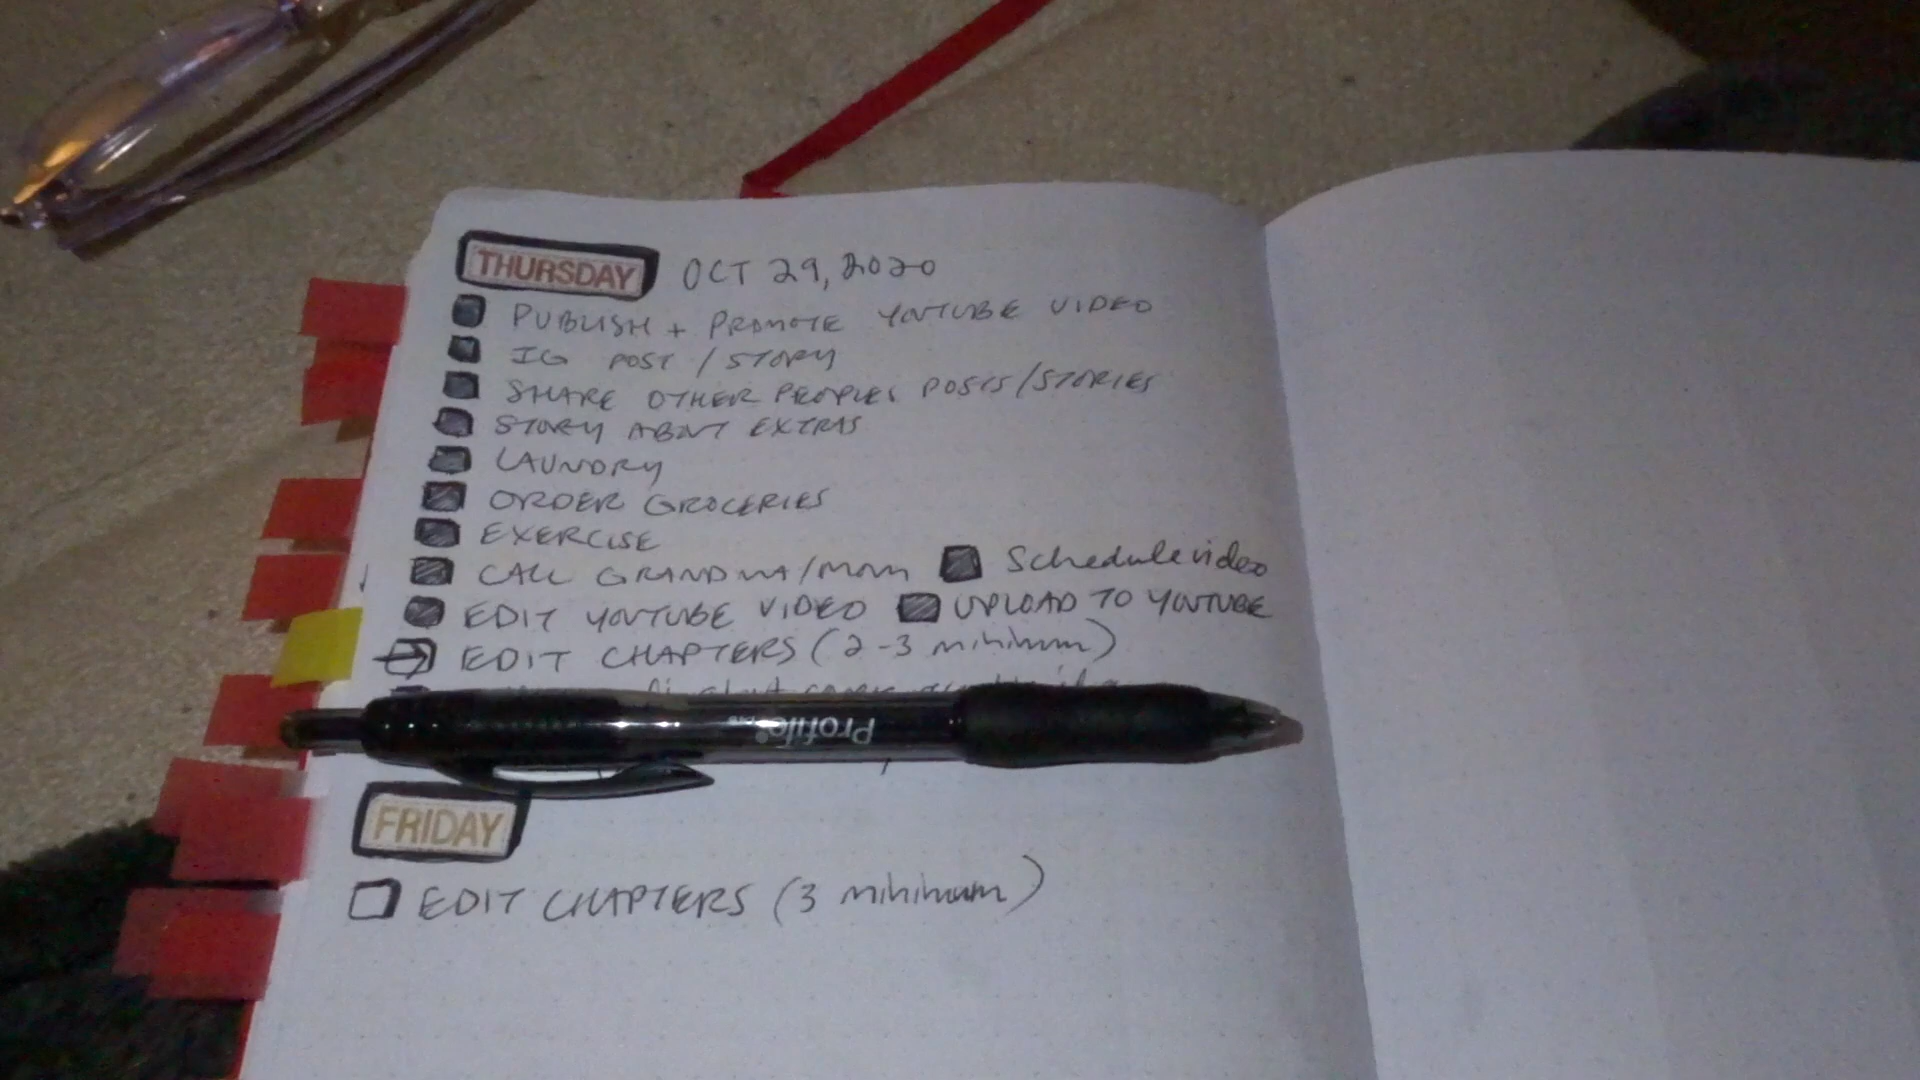 THURSDAY OCT 29, 2020
PUBLISH + PROMOTE YOUTUBE VIDEO
IG POST / STORY
SHARE OTHER PEOPLES POSTS/STORIES
STORY ABOUT EXTRAS
LAUNDRY
ORDER GROCERIES
EXERCISE
CALL GRANDMA/MOM Schedule video
EDIT YOUTUBE VIDEO UPLOAD TO YOUTUBE
EDIT CHAPTERS (2-3 minimum)
Profile
FRIDAY
EDIT CHAPTERS (3 minimum)